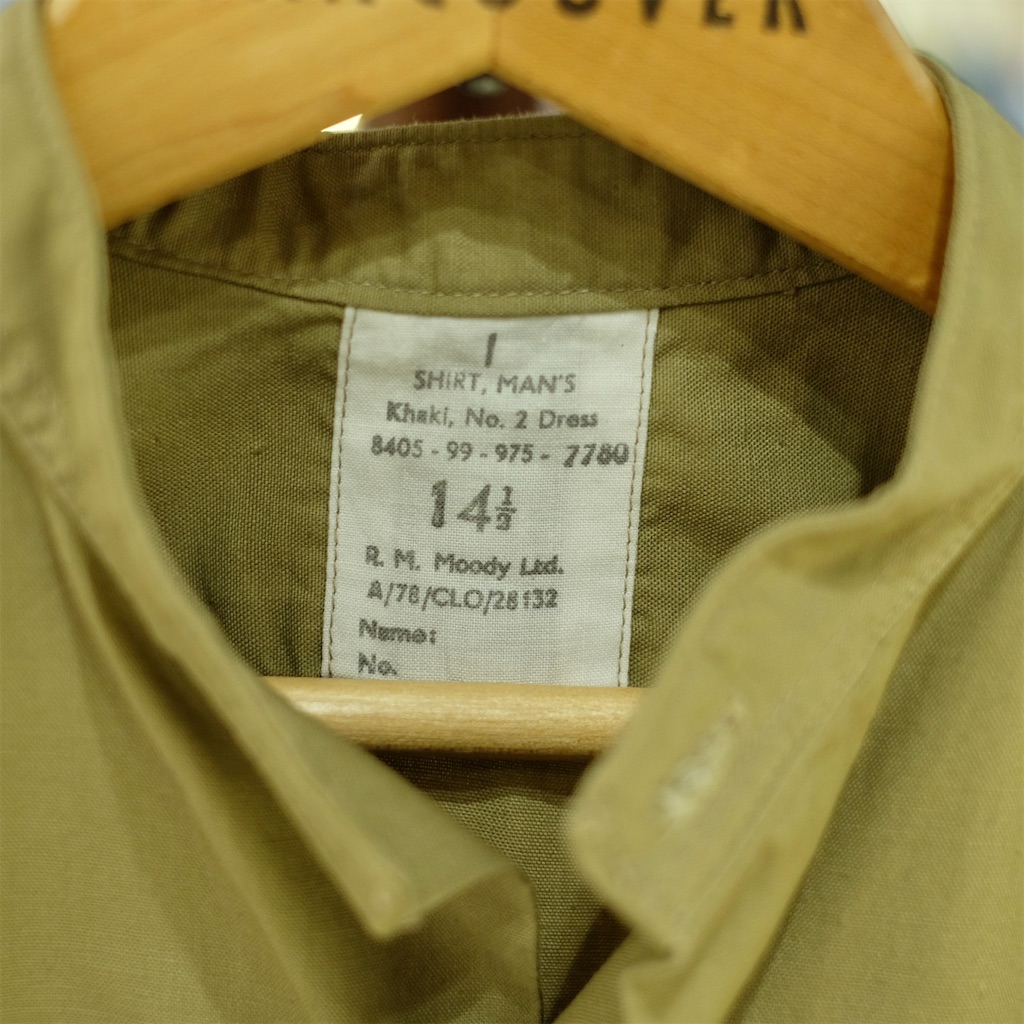 1
SHIRT, MAN'S
Khaki, No. 2 Dress
8405 - 99 - 975 - 7780
14½
R. M. Moody Ltd.
A/78/CLO/28132
Name:
No.